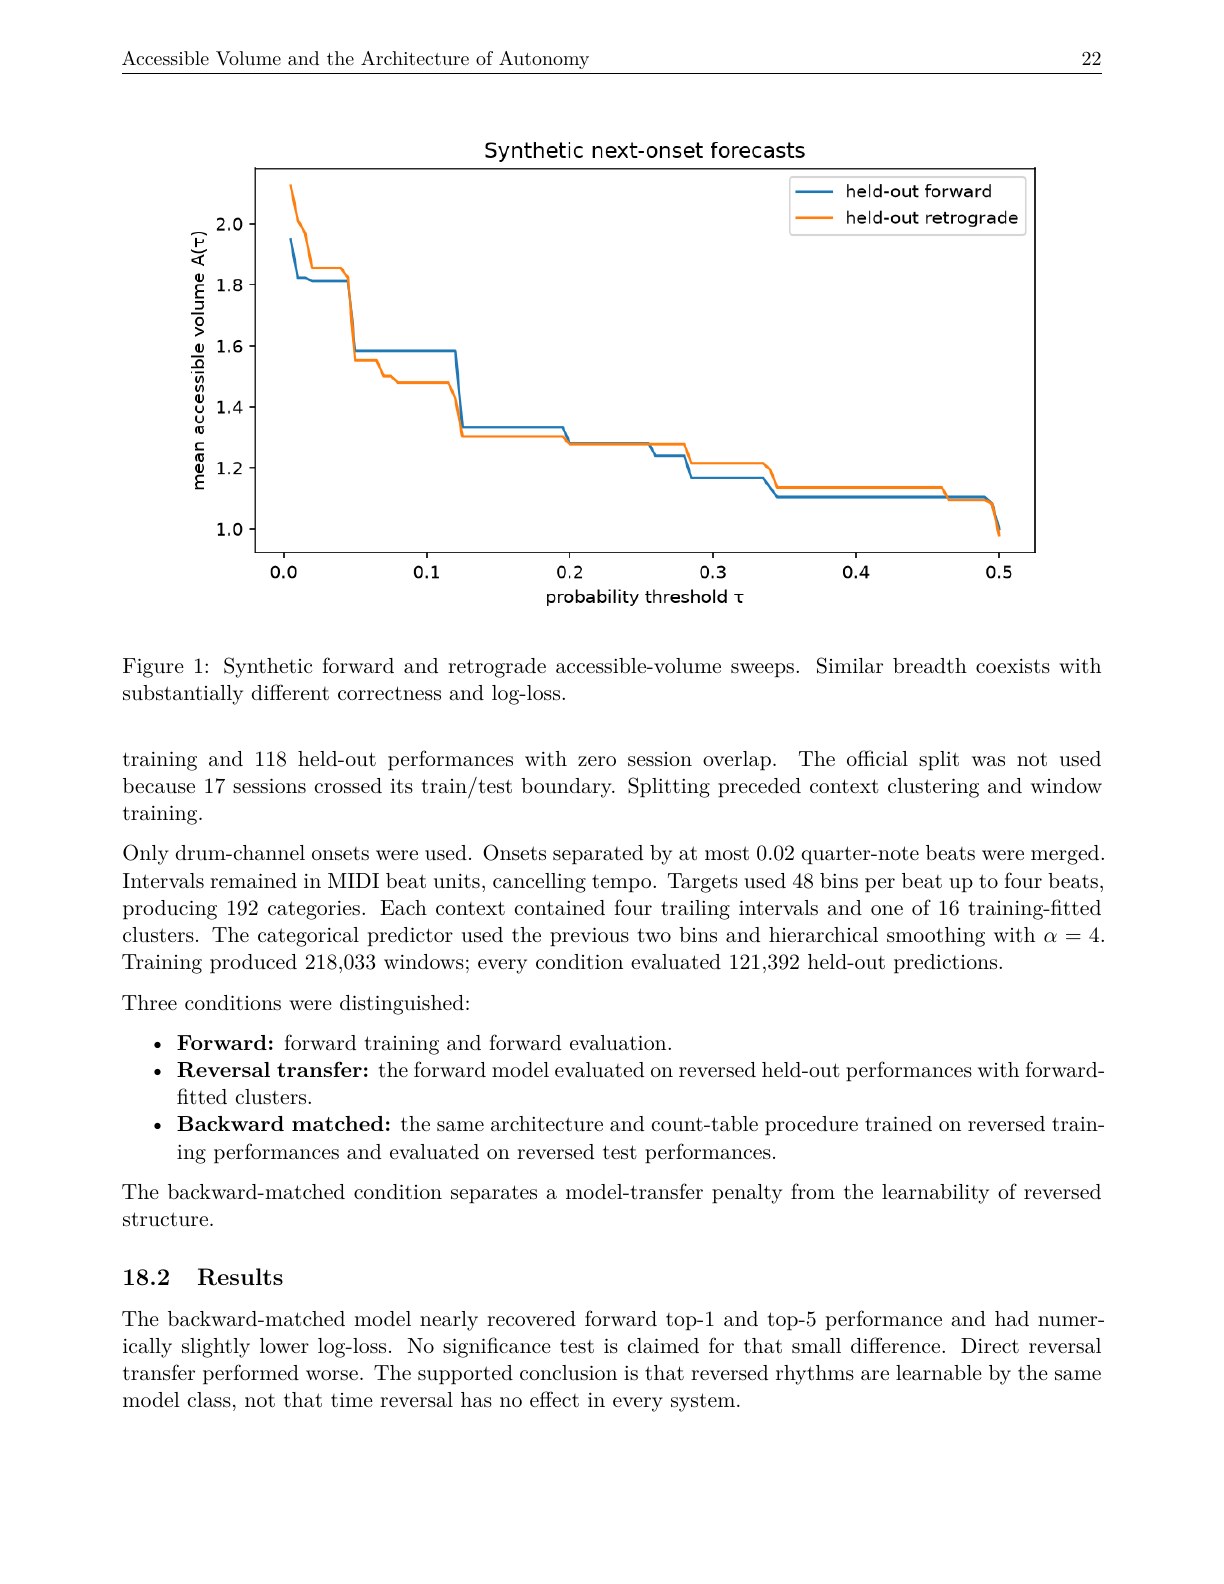 Accessible Volume and the Architecture of Autonomy 22
Synthetic next-onset forecasts
held-out forward
held-out retrograde
mean accessible volume A(τ)
2.0
1.8
1.6
1.4
1.2
1.0
0.0 0.1 0.2 0.3 0.4 0.5
probability threshold τ
Figure 1: Synthetic forward and retrograde accessible-volume sweeps. Similar breadth coexists with
substantially different correctness and log-loss.
training and 118 held-out performances with zero session overlap. The official split was not used
because 17 sessions crossed its train/test boundary. Splitting preceded context clustering and window
training.
Only drum-channel onsets were used. Onsets separated by at most 0.02 quarter-note beats were merged.
Intervals remained in MIDI beat units, cancelling tempo. Targets used 48 bins per beat up to four beats,
producing 192 categories. Each context contained four trailing intervals and one of 16 training-fitted
clusters. The categorical predictor used the previous two bins and hierarchical smoothing with α = 4.
Training produced 218,033 windows; every condition evaluated 121,392 held-out predictions.
Three conditions were distinguished:
• Forward: forward training and forward evaluation.
• Reversal transfer: the forward model evaluated on reversed held-out performances with forward-
fitted clusters.
• Backward matched: the same architecture and count-table procedure trained on reversed train-
ing performances and evaluated on reversed test performances.
The backward-matched condition separates a model-transfer penalty from the learnability of reversed
structure.
18.2 Results
The backward-matched model nearly recovered forward top-1 and top-5 performance and had numer-
ically slightly lower log-loss. No significance test is claimed for that small difference. Direct reversal
transfer performed worse. The supported conclusion is that reversed rhythms are learnable by the same
model class, not that time reversal has no effect in every system.